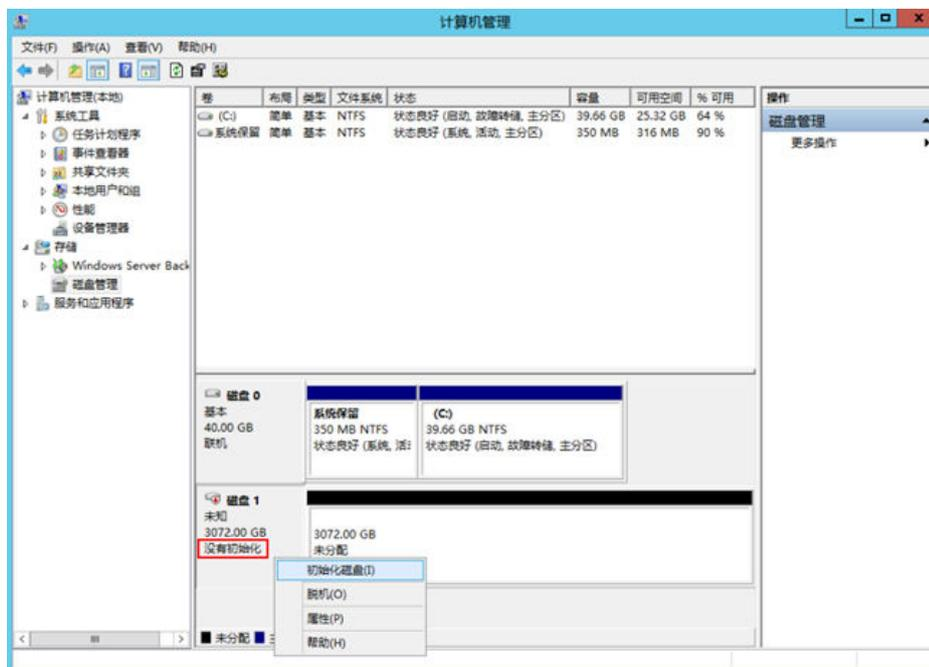 计算机管理
文件(F) 操作(A) 查看(V) 帮助(H)
计算机管理(本地)
系统工具
任务计划程序
事件查看器
共享文件夹
本地用户和组
性能
设备管理器
存储
Windows Server Back
磁盘管理
服务和应用程序
卷 布局 类型 文件系统 状态 容量 可用空间 % 可用
(C:) 简单 基本 NTFS 状态良好 (启动, 故障转储, 主分区) 39.66 GB 25.32 GB 64 %
系统保留 简单 基本 NTFS 状态良好 (系统, 活动, 主分区) 350 MB 316 MB 90 %
操作
磁盘管理
更多操作
磁盘 0
基本
40.00 GB
联机
系统保留
350 MB NTFS
状态良好 (系统, 活
(C:)
39.66 GB NTFS
状态良好 (启动, 故障转储, 主分区)
磁盘 1
未知
3072.00 GB
没有初始化
3072.00 GB
未分配
初始化磁盘(I)
脱机(O)
属性(P)
帮助(H)
未分配